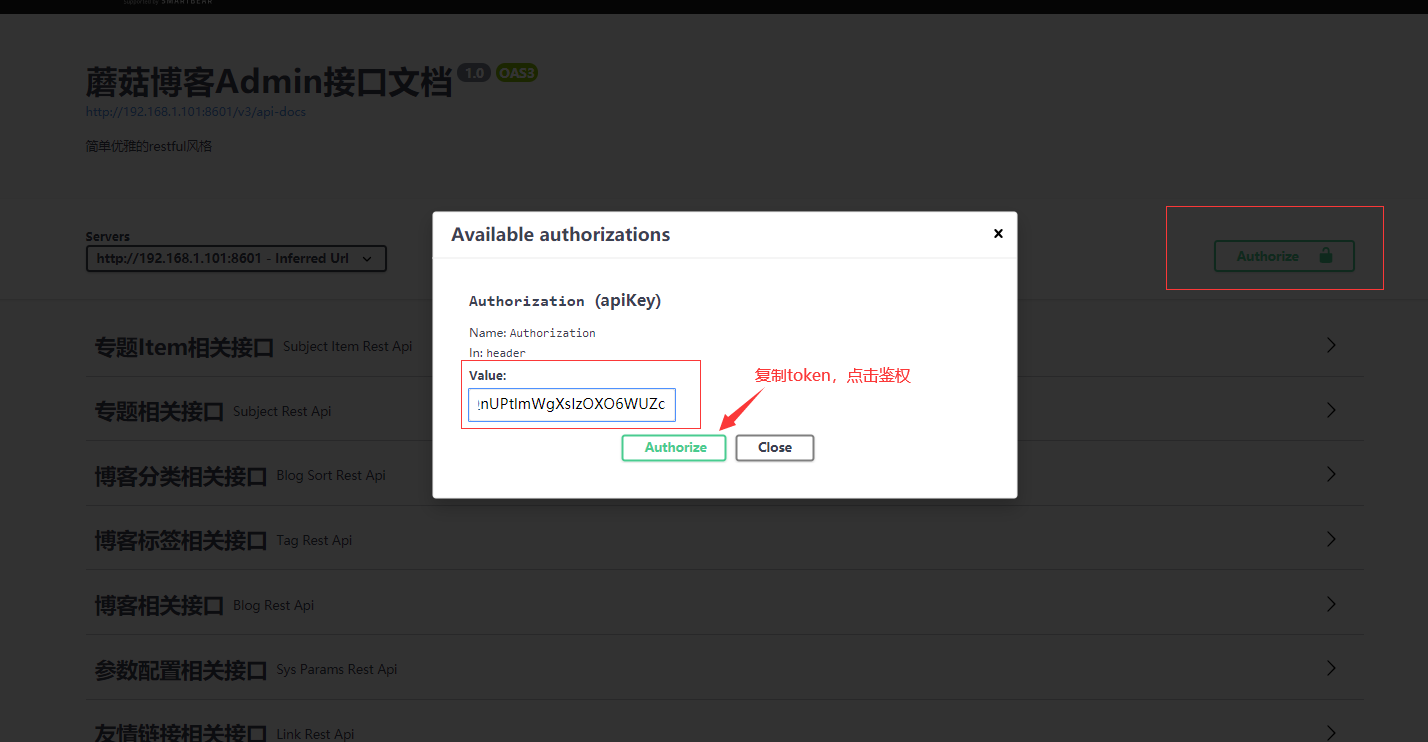 SMARTBEAR
蘑菇博客Admin接口文档 1.0 OAS3
http://192.168.1.101:8601/v3/api-docs
简单优雅的restful风格
Servers
http://192.168.1.101:8601 - Inferred Url
Authorize
Available authorizations
Authorization (apiKey)
Name: Authorization
In: header
Value:
nUPtImWgXsIzOXO6WUZc
复制token，点击鉴权
Authorize
Close
专题Item相关接口 Subject Item Rest Api
专题相关接口 Subject Rest Api
博客分类相关接口 Blog Sort Rest Api
博客标签相关接口 Tag Rest Api
博客相关接口 Blog Rest Api
参数配置相关接口 Sys Params Rest Api
友情链接相关接口 Link Rest Api